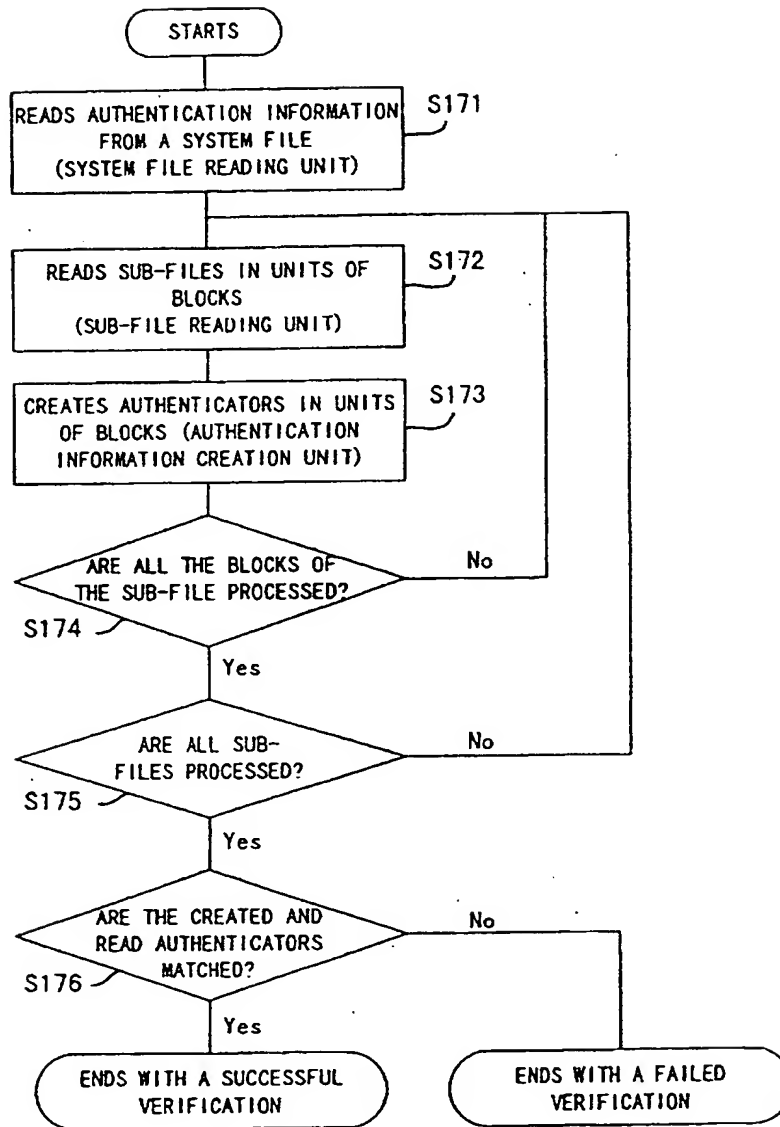 STARTS
READS AUTHENTICATION INFORMATION
FROM A SYSTEM FILE
(SYSTEM FILE READING UNIT)
S171
READS SUB-FILES IN UNITS OF
BLOCKS
(SUB-FILE READING UNIT)
S172
CREATES AUTHENTICATORS IN UNITS
OF BLOCKS (AUTHENTICATION
INFORMATION CREATION UNIT)
S173
ARE ALL THE BLOCKS OF
THE SUB-FILE PROCESSED?
No
S174
Yes
ARE ALL SUB-
FILES PROCESSED?
No
S175
Yes
ARE THE CREATED AND
READ AUTHENTICATORS
MATCHED?
No
S176
Yes
ENDS WITH A SUCCESSFUL
VERIFICATION
ENDS WITH A FAILED
VERIFICATION